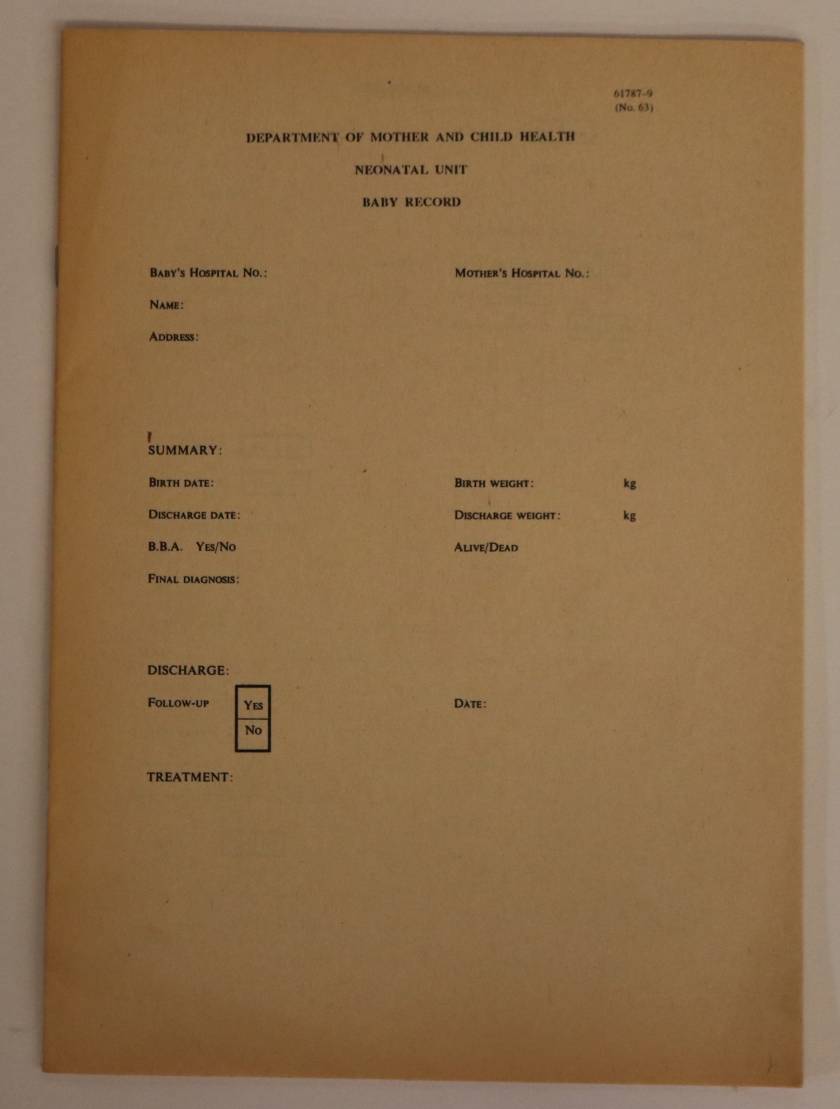 61787-9
(No. 63)
DEPARTMENT OF MOTHER AND CHILD HEALTH
NEONATAL UNIT
BABY RECORD
BABY'S HOSPITAL NO.: MOTHER'S HOSPITAL NO.:
NAME:
ADDRESS:
SUMMARY:
BIRTH DATE: BIRTH WEIGHT: kg
DISCHARGE DATE: DISCHARGE WEIGHT: kg
B.B.A. YES/NO ALIVE/DEAD
FINAL DIAGNOSIS:
DISCHARGE:
FOLLOW-UP YES DATE:
NO
TREATMENT: